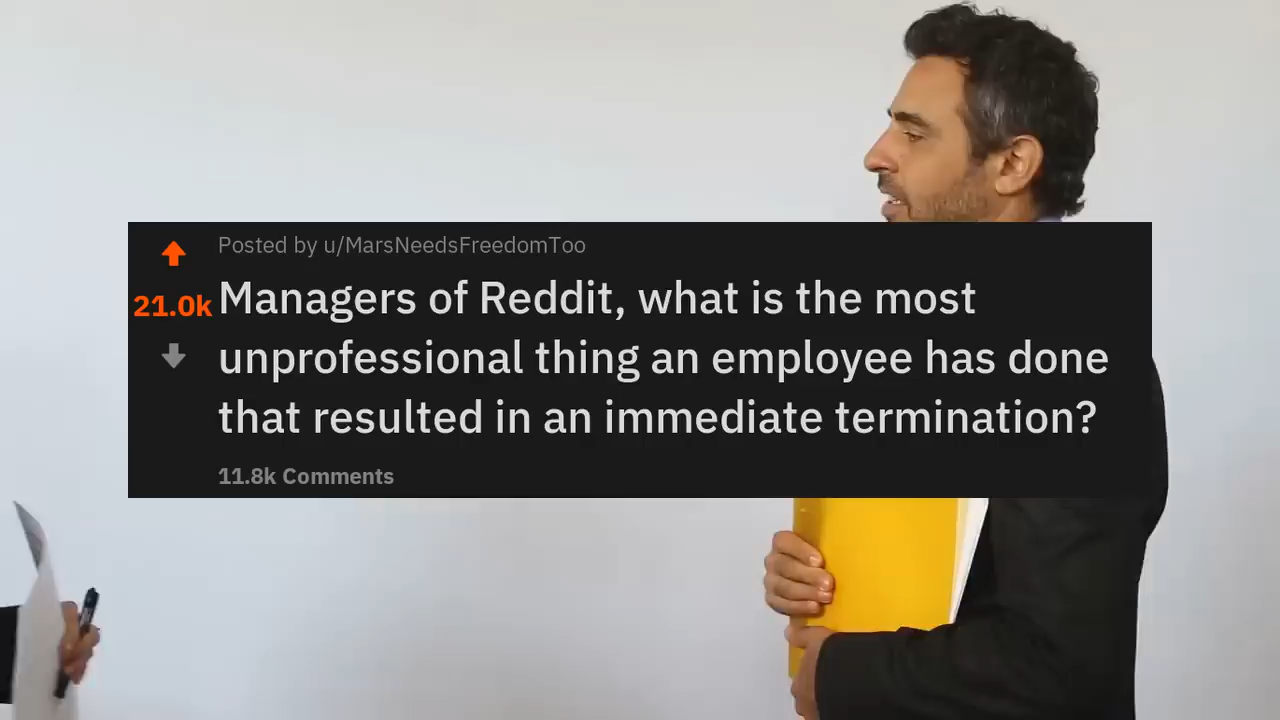 Posted by u/MarsNeedsFreedomToo
21.0k
Managers of Reddit, what is the most
unprofessional thing an employee has done
that resulted in an immediate termination?
11.8k Comments